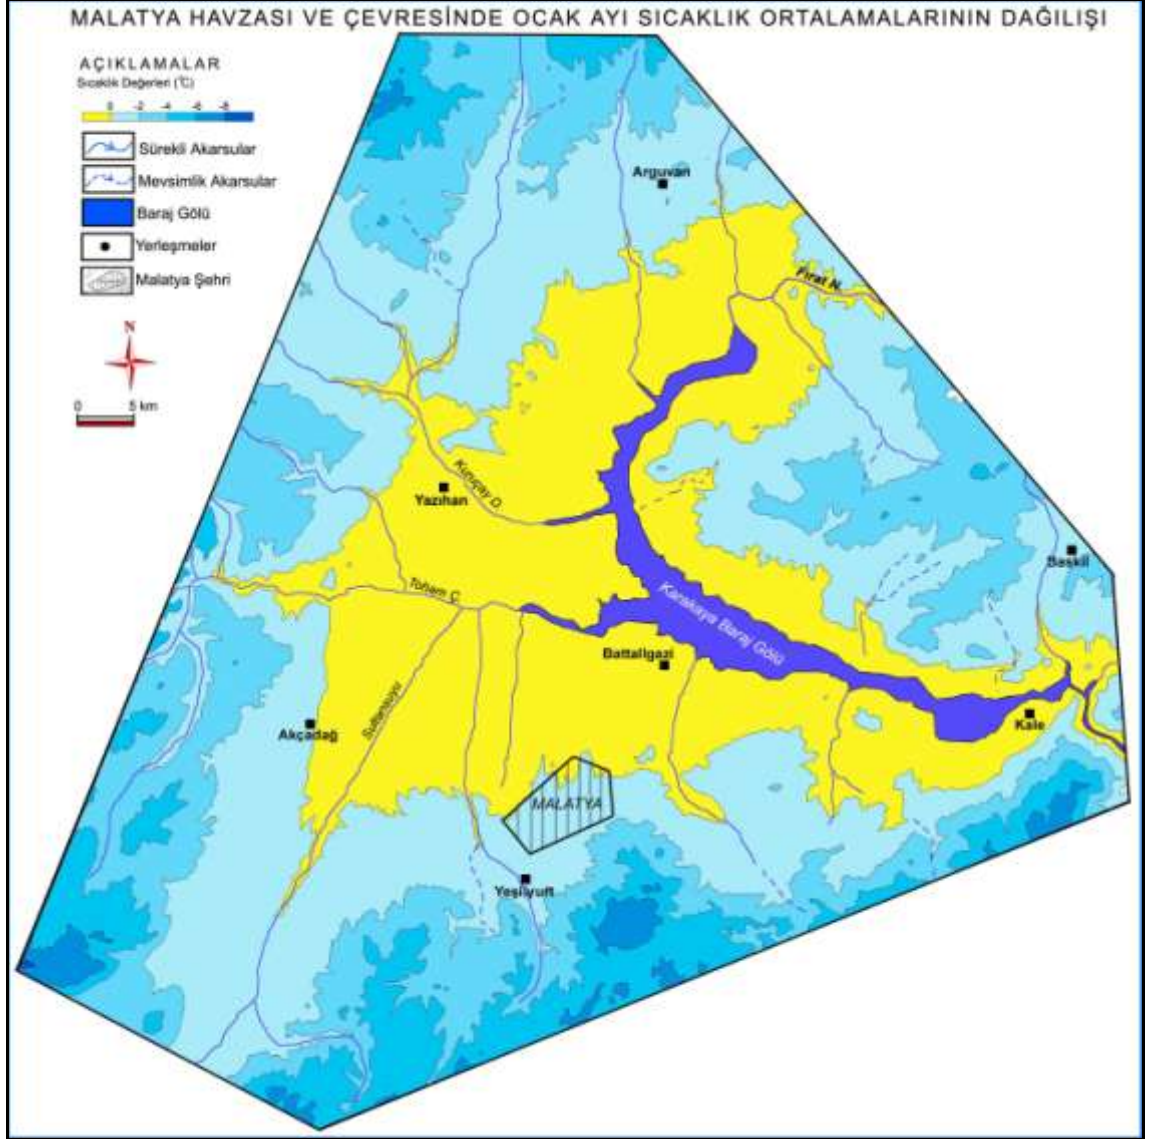 MALATYA HAVZASI VE ÇEVRESİNDE OCAK AYI SICAKLIK ORTALAMALARININ DAĞILIŞI
AÇIKLAMALAR
Sıcaklık Değerleri (°C)
0 -2 -4 -6 -8
Sürekli Akarsular
Mevsimlik Akarsular
Baraj Gölü
Yerleşmeler
Malatya Şehri
N
0 5 km
Arguvan
Fırat N.
Kuruçay D.
Yazıhan
Tohma Ç.
Karakaya Baraj Gölü
Baskil
Battalgazi
Sultansuyu
Akçadağ
Kale
MALATYA
Yeşilyurt